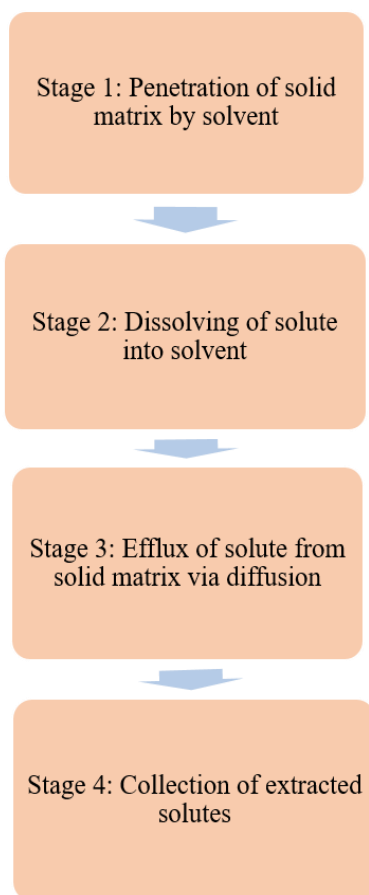 Stage 1: Penetration of solid
matrix by solvent
Stage 2: Dissolving of solute
into solvent
Stage 3: Efflux of solute from
solid matrix via diffusion
Stage 4: Collection of extracted
solutes